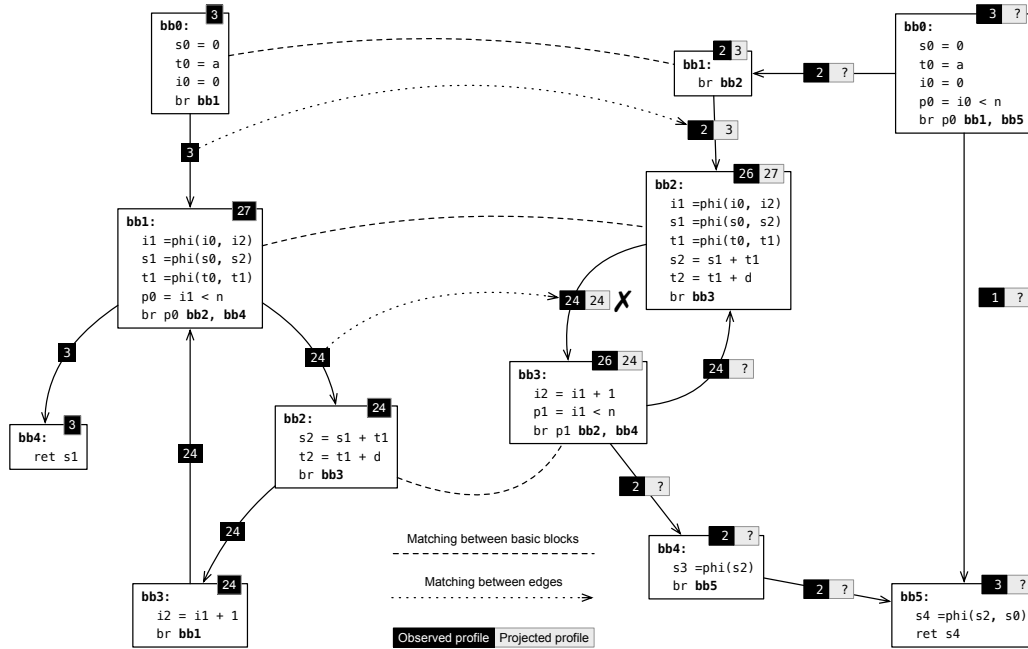 3
bb0:
s0 = 0
t0 = a
i0 = 0
br bb1
3
27
bb1:
i1 =phi(i0, i2)
s1 =phi(s0, s2)
t1 =phi(t0, t1)
p0 = i1 < n
br p0 bb2, bb4
3
24
3
bb4:
ret s1
24
24
bb2:
s2 = s1 + t1
t2 = t1 + d
br bb3
24
24
bb3:
i2 = i1 + 1
br bb1
3 ?
bb0:
s0 = 0
t0 = a
i0 = 0
p0 = i0 < n
br p0 bb1, bb5
2 ?
2 3
bb1:
br bb2
2 3
26 27
bb2:
i1 =phi(i0, i2)
s1 =phi(s0, s2)
t1 =phi(t0, t1)
s2 = s1 + t1
t2 = t1 + d
br bb3
1 ?
24 24 ✗
24 ?
26 24
bb3:
i2 = i1 + 1
p1 = i1 < n
br p1 bb2, bb4
2 ?
2 ?
bb4:
s3 =phi(s2)
br bb5
2 ?
3 ?
bb5:
s4 =phi(s2, s0)
ret s4
Matching between basic blocks
Matching between edges
Observed profile Projected profile